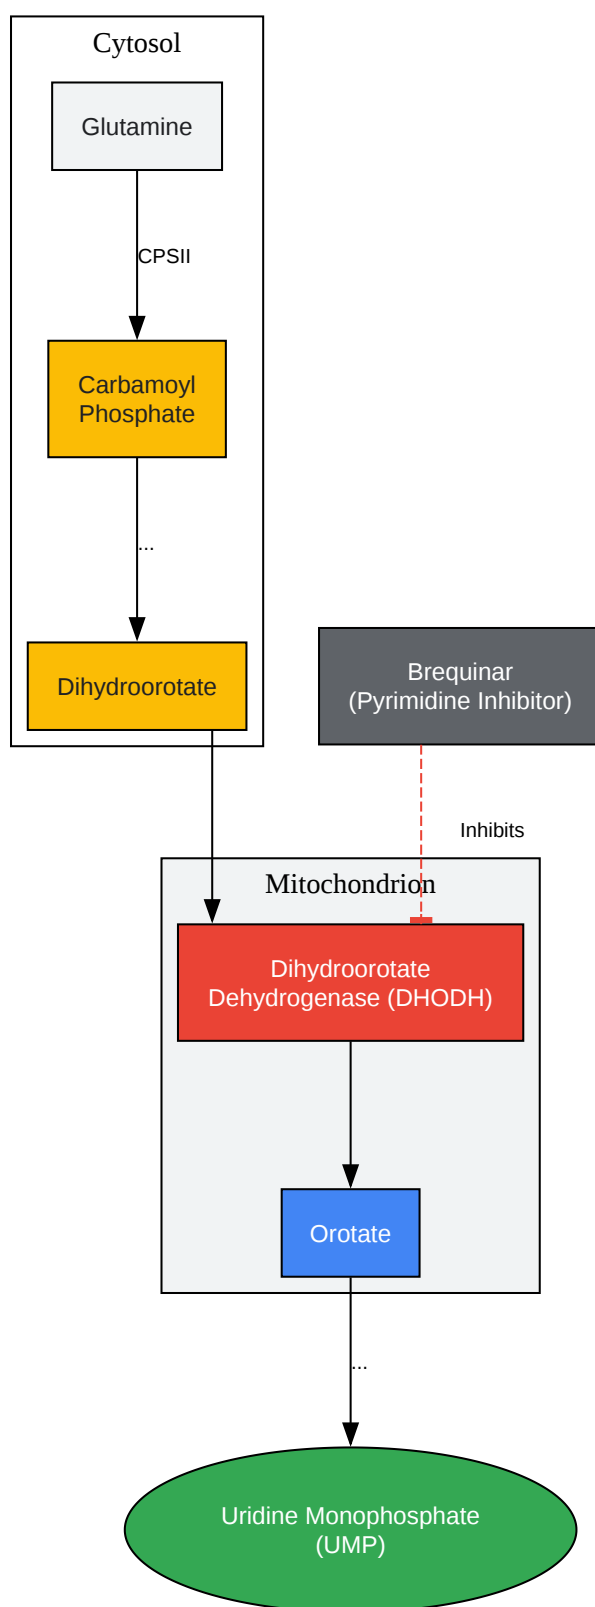 Cytosol
Glutamine
CPSII
Carbamoyl
Phosphate
...
Dihydroorotate
Brequinar
(Pyrimidine Inhibitor)
Inhibits
Mitochondrion
Dihydroorotate
Dehydrogenase (DHODH)
Orotate
...
Uridine Monophosphate
(UMP)